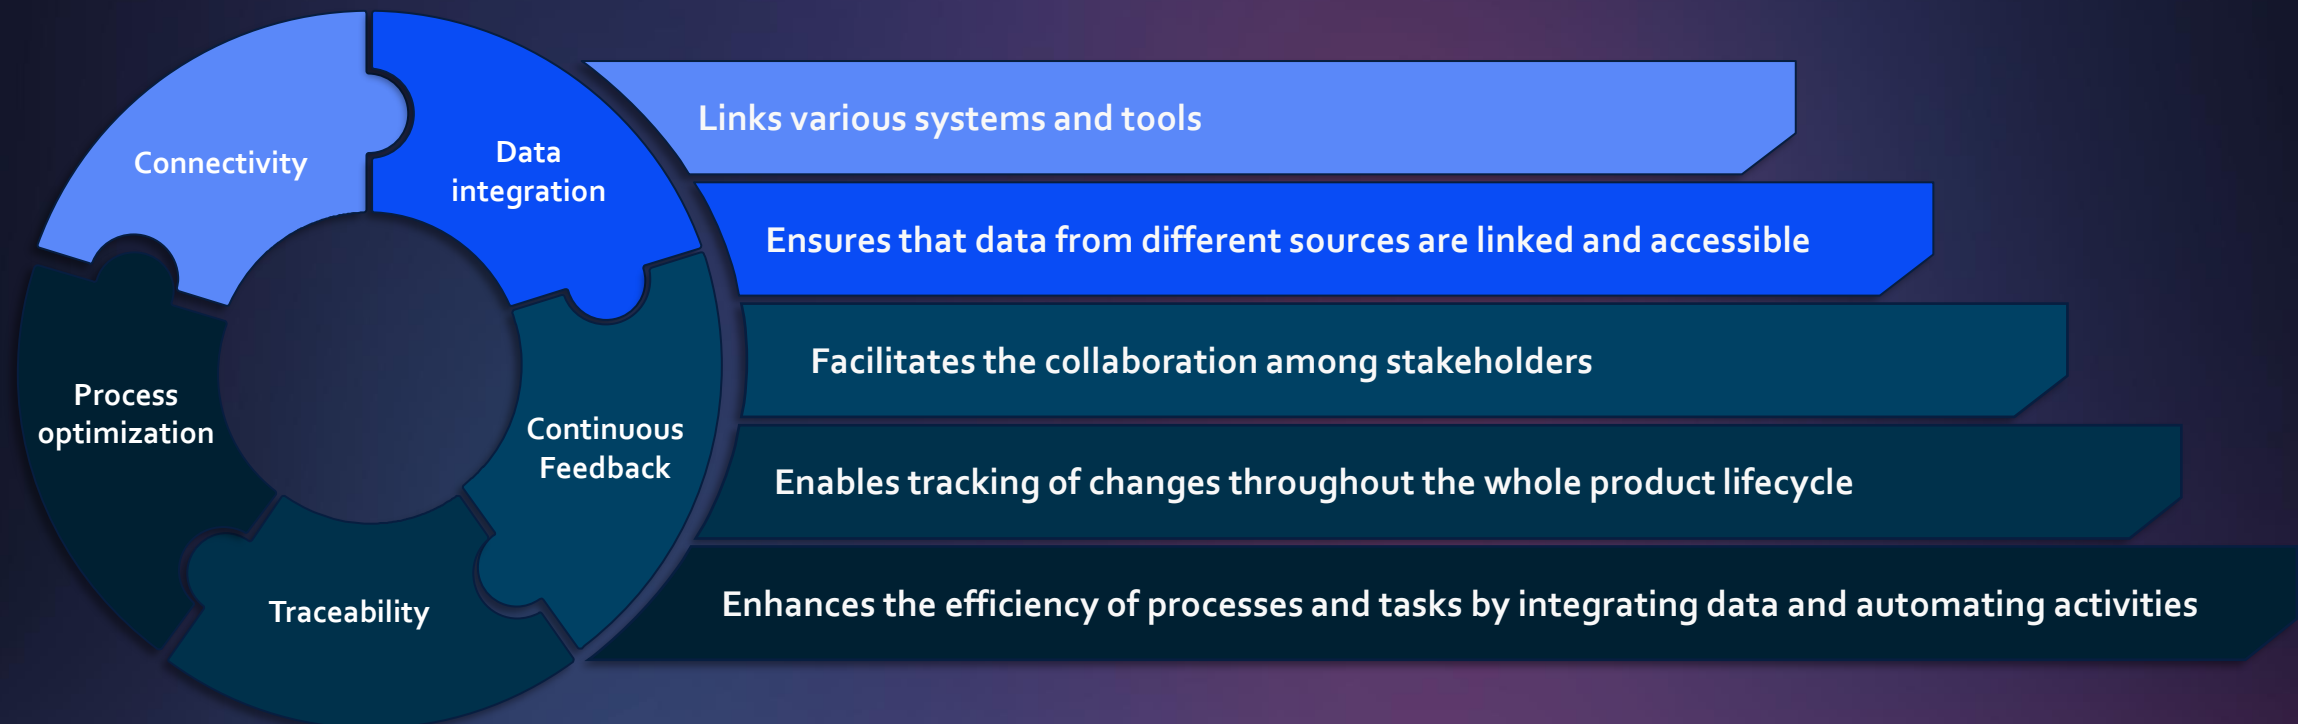 Connectivity
Data
integration
Continuous
Feedback
Traceability
Process
optimization
Links various systems and tools
Ensures that data from different sources are linked and accessible
Facilitates the collaboration among stakeholders
Enables tracking of changes throughout the whole product lifecycle
Enhances the efficiency of processes and tasks by integrating data and automating activities